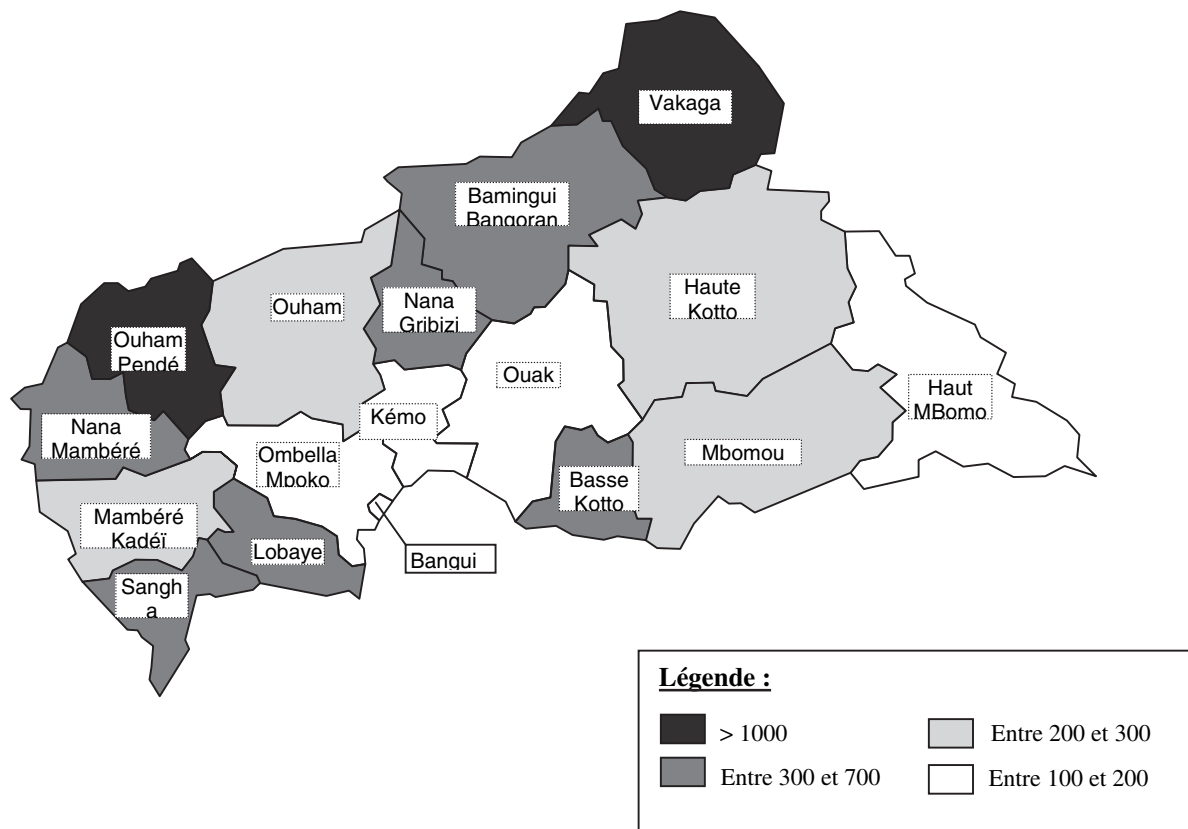 Vakaga
Bamingui
Bangoran
Ouham
Nana
Gribizi
Haute
Kotto
Ouham
Pendé
Ouak
Haut
MBomo
Kémo
Nana
Mambéré
Ombella
Mpoko
Mbomou
Basse
Kotto
Mambéré
Kadéï
Lobaye
Bangui
Sangh
a
Légende :
> 1000
Entre 200 et 300
Entre 300 et 700
Entre 100 et 200